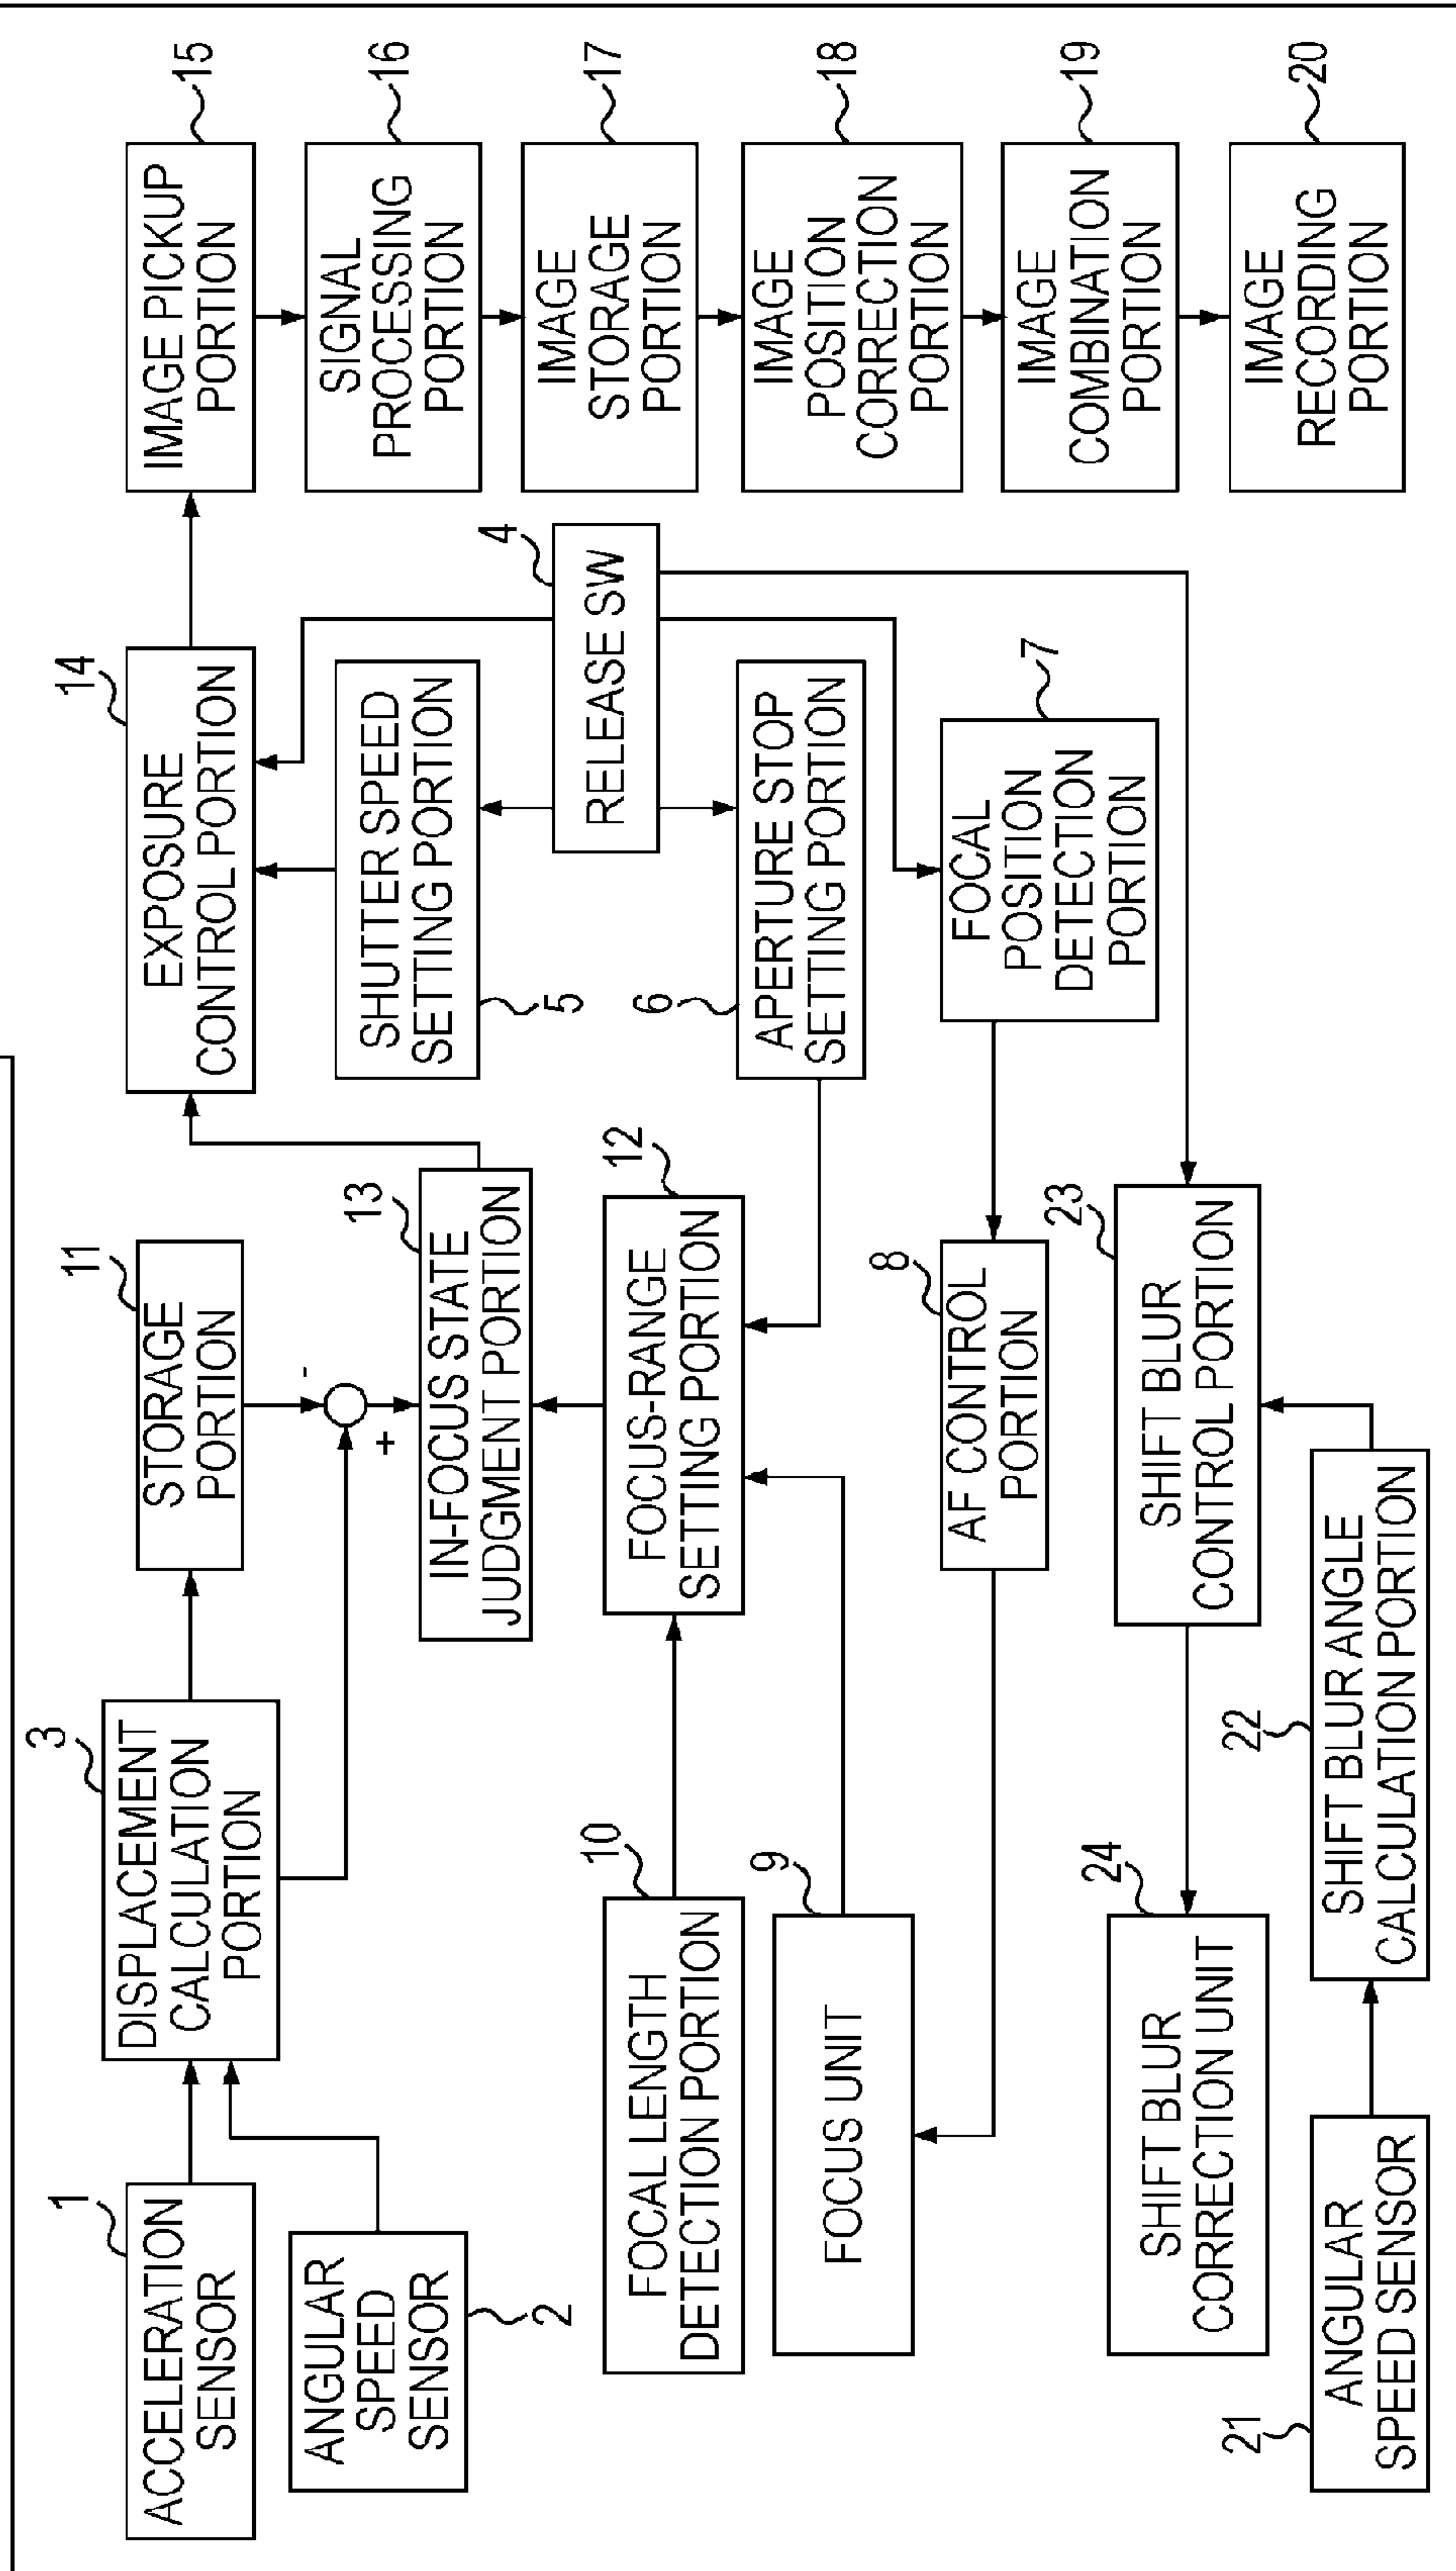 1
ACCELERATION
SENSOR
ANGULAR
SPEED
SENSOR
2
3
DISPLACEMENT
CALCULATION
PORTION
11
STORAGE
PORTION
-
+
13
IN-FOCUS STATE
JUDGMENT PORTION
14
EXPOSURE
CONTROL PORTION
SHUTTER SPEED
SETTING PORTION
5
4
RELEASE SW
6
APERTURE STOP
SETTING PORTION
7
FOCAL
POSITION
DETECTION
PORTION
12
FOCUS-RANGE
SETTING PORTION
10
FOCAL LENGTH
DETECTION PORTION
9
FOCUS UNIT
8
AF CONTROL
PORTION
23
SHIFT BLUR
CONTROL PORTION
24
SHIFT BLUR
CORRECTION UNIT
22
SHIFT BLUR ANGLE
CALCULATION PORTION
21
ANGULAR
SPEED SENSOR
IMAGE PICKUP
PORTION
15
SIGNAL
PROCESSING
PORTION
16
IMAGE
STORAGE
PORTION
17
IMAGE
POSITION
CORRECTION
PORTION
18
IMAGE
COMBINATION
PORTION
19
IMAGE
RECORDING
PORTION
20